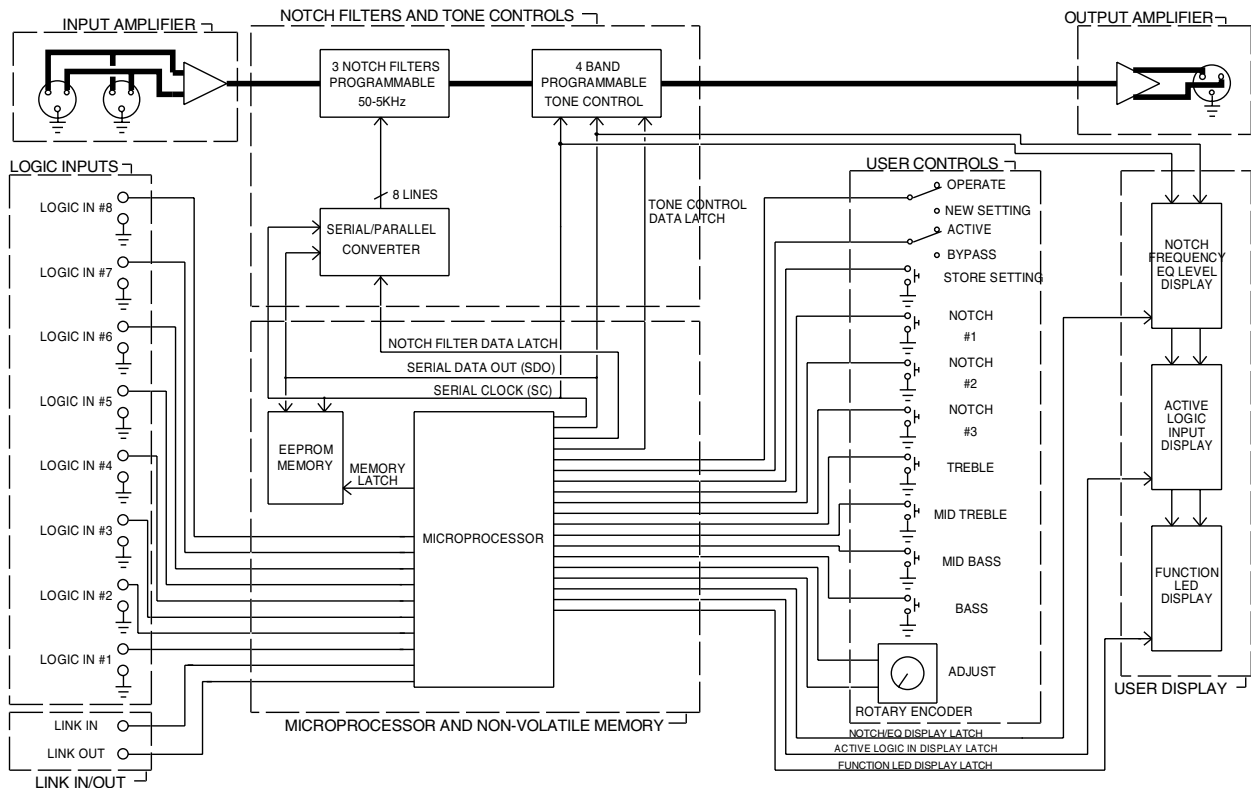 INPUT AMPLIFIER
NOTCH FILTERS AND TONE CONTROLS
OUTPUT AMPLIFIER
3 NOTCH FILTERS
PROGRAMMABLE
50-5KHz
4 BAND
PROGRAMMABLE
TONE CONTROL
LOGIC INPUTS
LOGIC IN #8
LOGIC IN #7
LOGIC IN #6
LOGIC IN #5
LOGIC IN #4
LOGIC IN #3
LOGIC IN #2
LOGIC IN #1
LINK IN
LINK OUT
LINK IN/OUT
8 LINES
SERIAL/PARALLEL
CONVERTER
TONE CONTROL
DATA LATCH
NOTCH FILTER DATA LATCH
SERIAL DATA OUT (SDO)
SERIAL CLOCK (SC)
EEPROM
MEMORY
MEMORY
LATCH
MICROPROCESSOR
MICROPROCESSOR AND NON-VOLATILE MEMORY
USER CONTROLS
OPERATE
NEW SETTING
ACTIVE
BYPASS
STORE SETTING
NOTCH
#1
NOTCH
#2
NOTCH
#3
TREBLE
MID TREBLE
MID BASS
BASS
ADJUST
ROTARY ENCODER
NOTCH/EQ DISPLAY LATCH
ACTIVE LOGIC IN DISPLAY LATCH
FUNCTION LED DISPLAY LATCH
NOTCH
FREQUENCY
EQ LEVEL
DISPLAY
ACTIVE
LOGIC
INPUT
DISPLAY
FUNCTION
LED
DISPLAY
USER DISPLAY